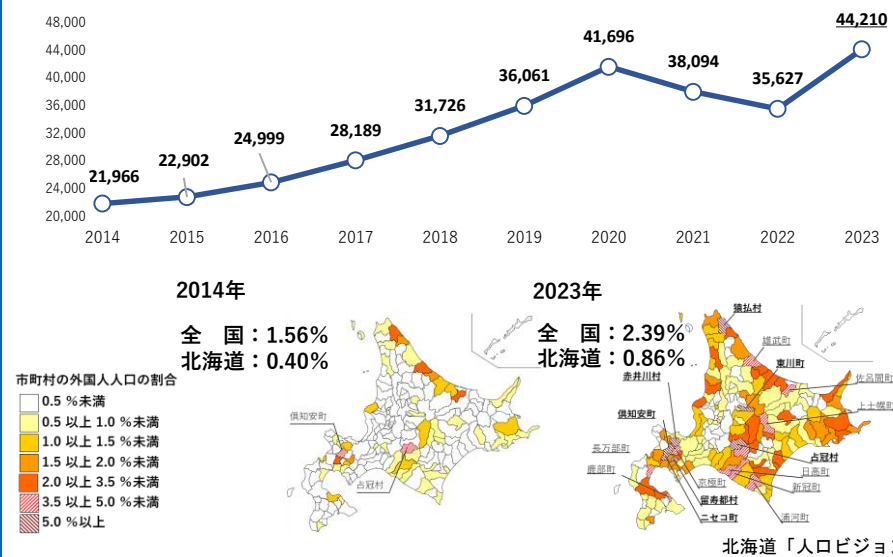 48,000
44,000
40,000
36,000
32,000
28,000
24,000
20,000
21,966
22,902
24,999
28,189
31,726
36,061
41,696
38,094
35,627
44,210
2014 2015 2016 2017 2018 2019 2020 2021 2022 2023
2014年
全　国：1.56%
北海道：0.40%
2023年
全　国：2.39%
北海道：0.86%
市町村の外国人人口の割合
0.5 %未満
0.5 以上 1.0 %未満
1.0 以上 1.5 %未満
1.5 以上 2.0 %未満
2.0 以上 3.5 %未満
3.5 以上 5.0 %未満
5.0 %以上
倶知安町
占冠村
猿払村
雄武町
東川町
佐呂間町
赤井川村
上士幌町
倶知安町
長万部町
占冠村
鹿部町
日高町
京極町
新冠町
留寿都村
ニセコ町
浦河町
北海道「人口ビジョ